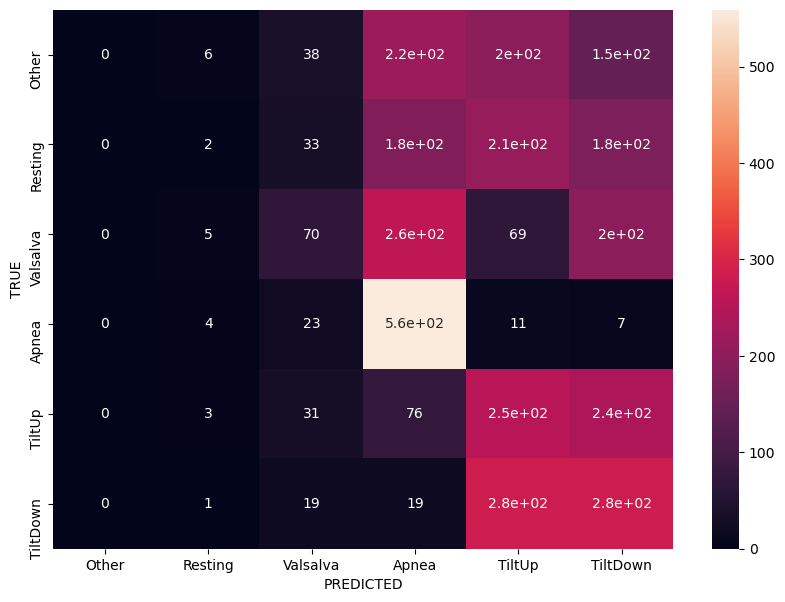 Other 0 6 38 2.2e+02 2e+02 1.5e+02
Resting 0 2 33 1.8e+02 2.1e+02 1.8e+02
Valsalva 0 5 70 2.6e+02 69 2e+02
Apnea 0 4 23 5.6e+02 11 7
TiltUp 0 3 31 76 2.5e+02 2.4e+02
TiltDown 0 1 19 19 2.8e+02 2.8e+02
TRUE
Other Resting Valsalva Apnea TiltUp TiltDown
PREDICTED
500
400
300
200
100
0